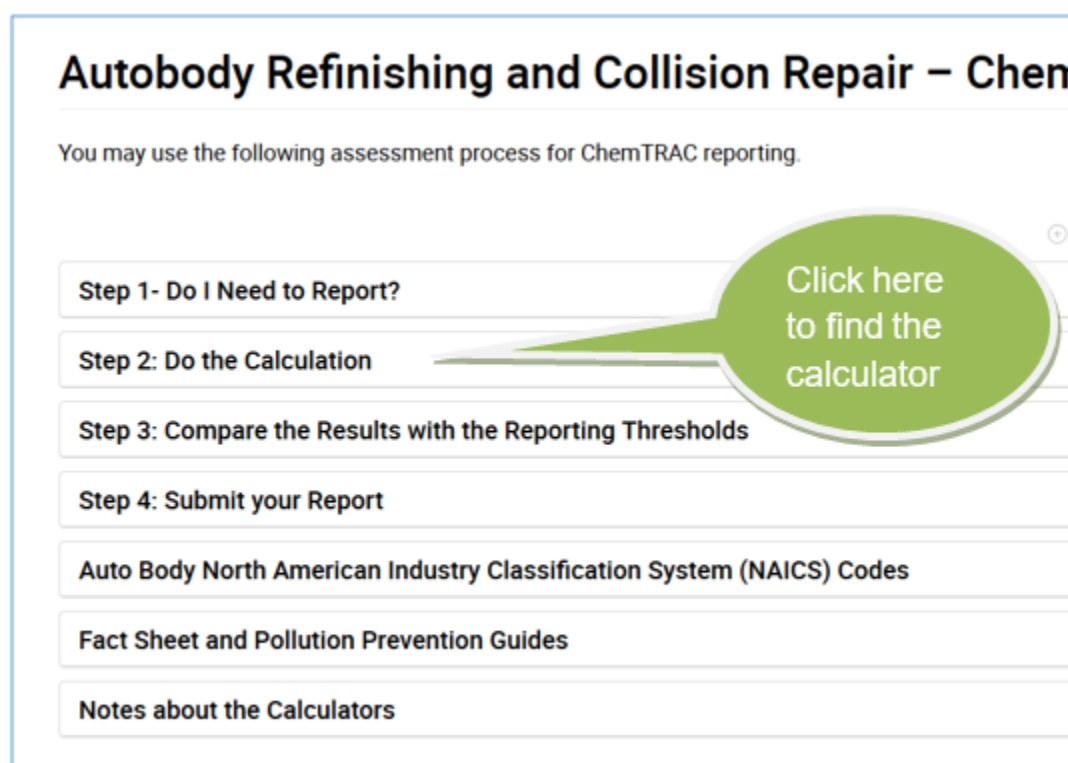 Autobody Refinishing and Collision Repair – Chem
You may use the following assessment process for ChemTRAC reporting.
Step 1- Do I Need to Report?
Click here
to find the
calculator
Step 2: Do the Calculation
Step 3: Compare the Results with the Reporting Thresholds
Step 4: Submit your Report
Auto Body North American Industry Classification System (NAICS) Codes
Fact Sheet and Pollution Prevention Guides
Notes about the Calculators